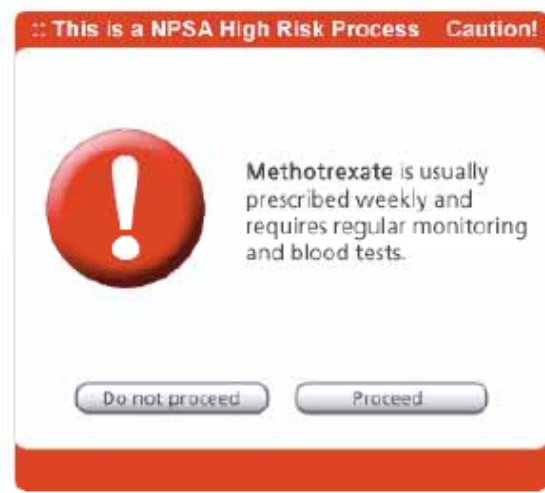 :: This is a NPSA High Risk Process Caution!
!
Methotrexate is usually
prescribed weekly and
requires regular monitoring
and blood tests.
Do not proceed Proceed